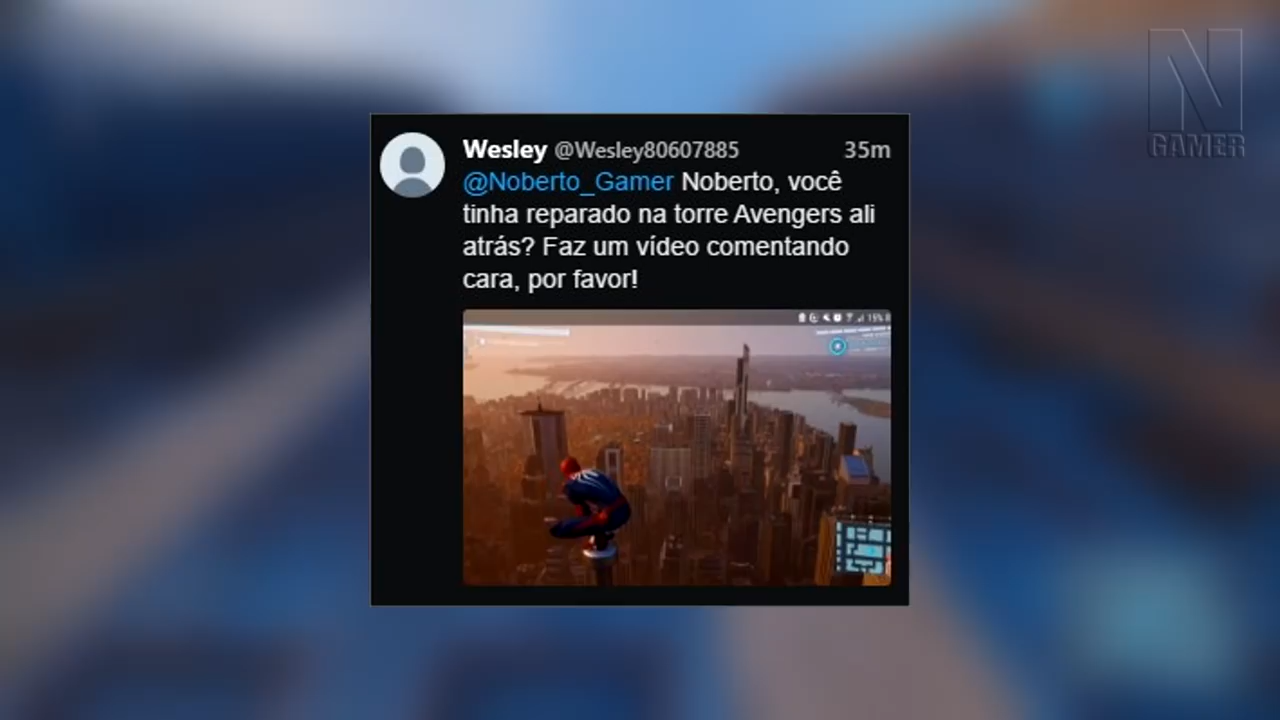 N
GAMER
Wesley @Wesley80607885 35m
@Noberto_Gamer Noberto, você
tinha reparado na torre Avengers ali
atrás? Faz um vídeo comentando
cara, por favor!
15%